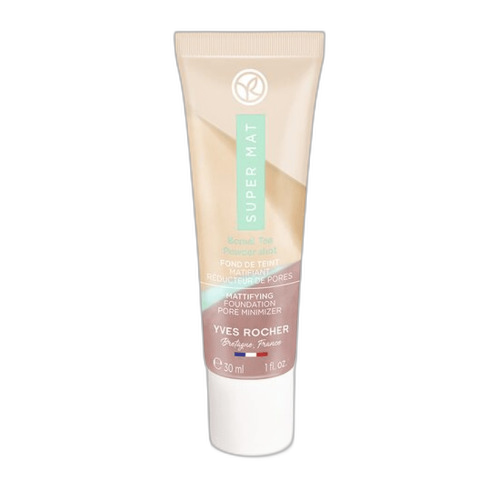 SUPER MAT
FOND DE TEINT
MATIFIANT
RÉDUCTEUR DE PORES
MATTIFYING
FOUNDATION
PORE MINIMIZER
YVES ROCHER
Bretagne, France
℮ 30 ml 1 fl. oz